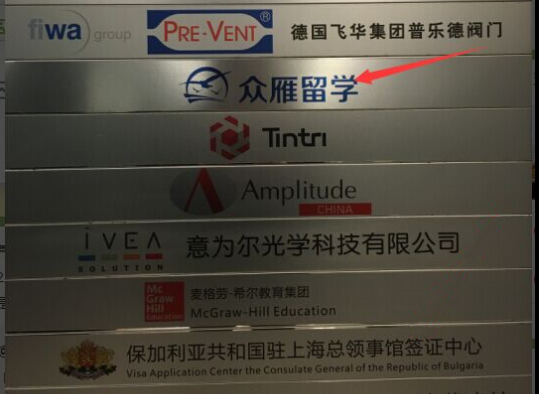 fiwa group PRE-VENT ® 德国飞华集团普乐德阀门
众雁留学
Tintri
Amplitude
CHINA
iVEA 意为尔光学科技有限公司
SOLUTION
Mc
Graw
Hill
Education
麦格劳-希尔教育集团
McGraw-Hill Education
保加利亚共和国驻上海总领事馆签证中心
Visa Application Center the Consulate General of the Republic of Bulgaria